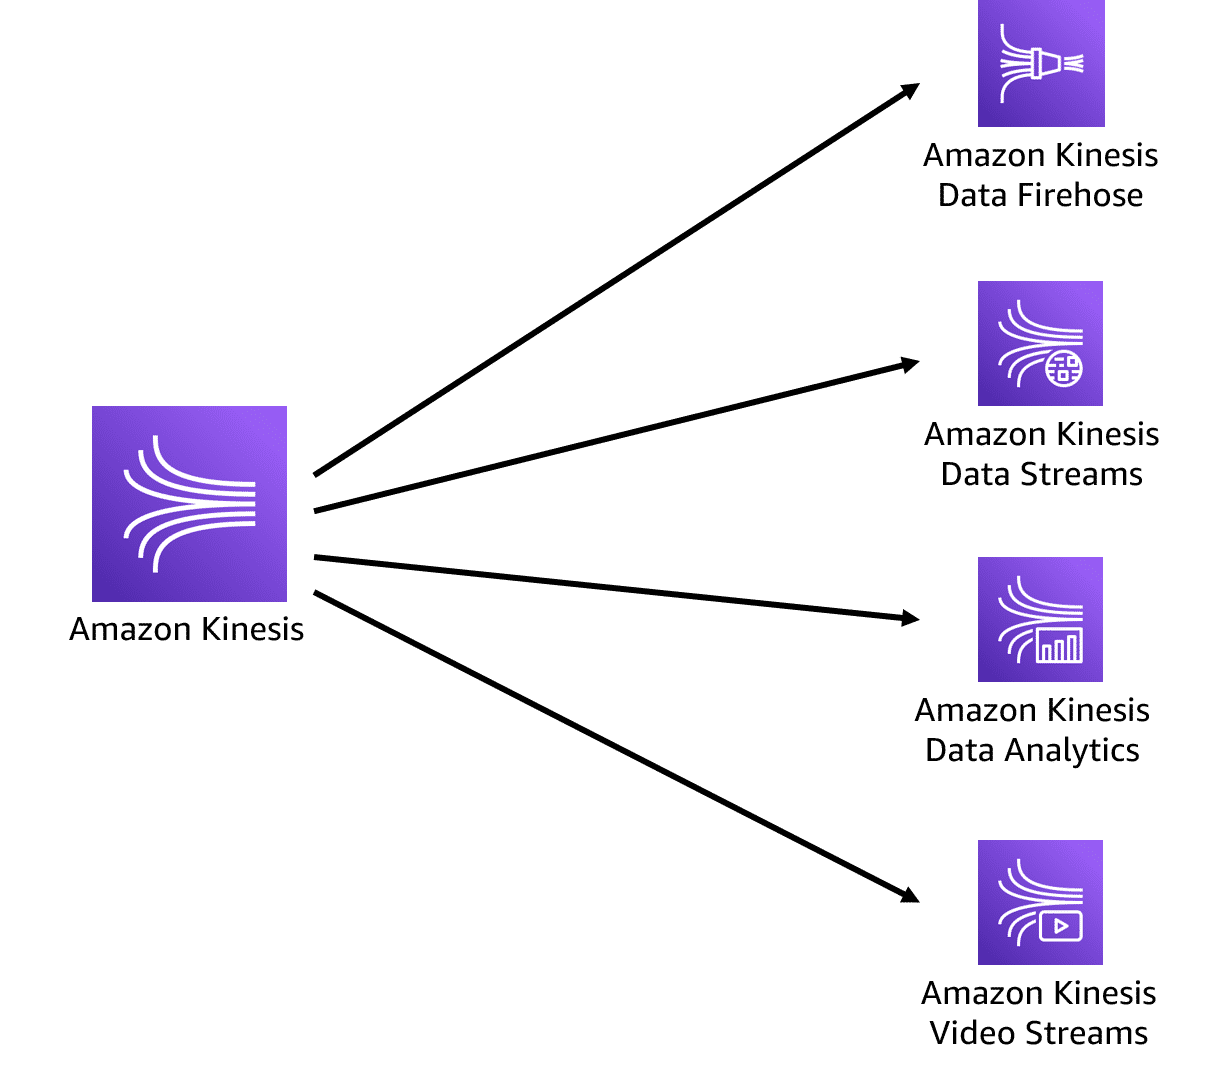 Amazon Kinesis
Data Firehose
Amazon Kinesis
Data Streams
Amazon Kinesis
Amazon Kinesis
Data Analytics
Amazon Kinesis
Video Streams